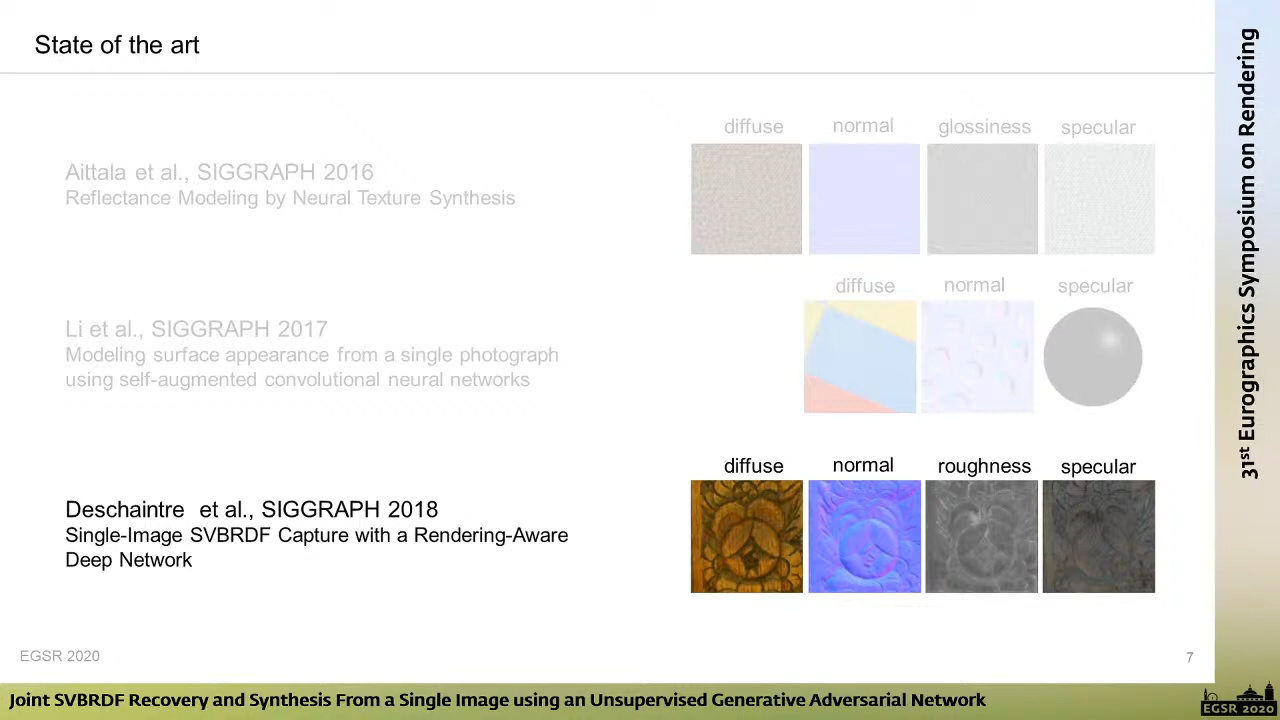 State of the art
diffuse normal glossiness specular
Aittala et al., SIGGRAPH 2016
Reflectance Modeling by Neural Texture Synthesis
diffuse normal specular
Li et al., SIGGRAPH 2017
Modeling surface appearance from a single photograph
using self-augmented convolutional neural networks
diffuse normal roughness specular
Deschaintre et al., SIGGRAPH 2018
Single-Image SVBRDF Capture with a Rendering-Aware
Deep Network
EGSR 2020
7
31st Eurographics Symposium on Rendering
Joint SVBRDF Recovery and Synthesis From a Single Image using an Unsupervised Generative Adversarial Network
EGSR 2020